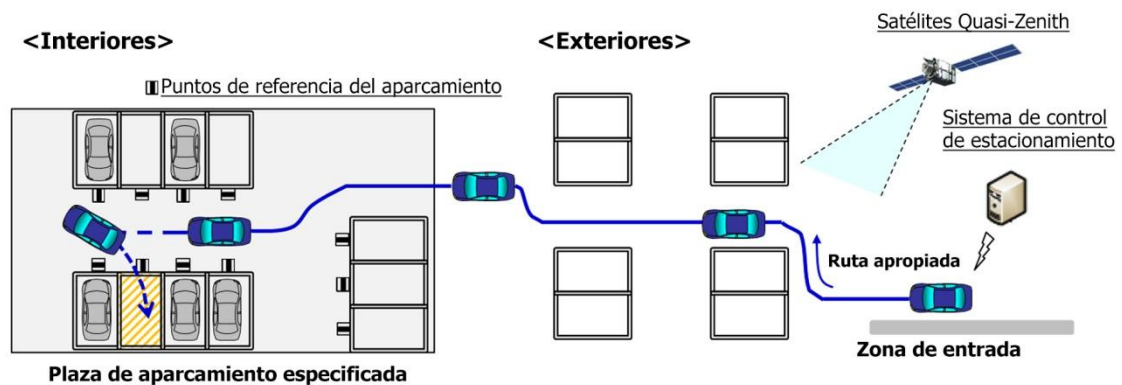 <Interiores>
<Exteriores>
Satélites Quasi-Zenith
Puntos de referencia del aparcamiento
Sistema de control
de estacionamiento
Ruta apropiada
Zona de entrada
Plaza de aparcamiento especificada